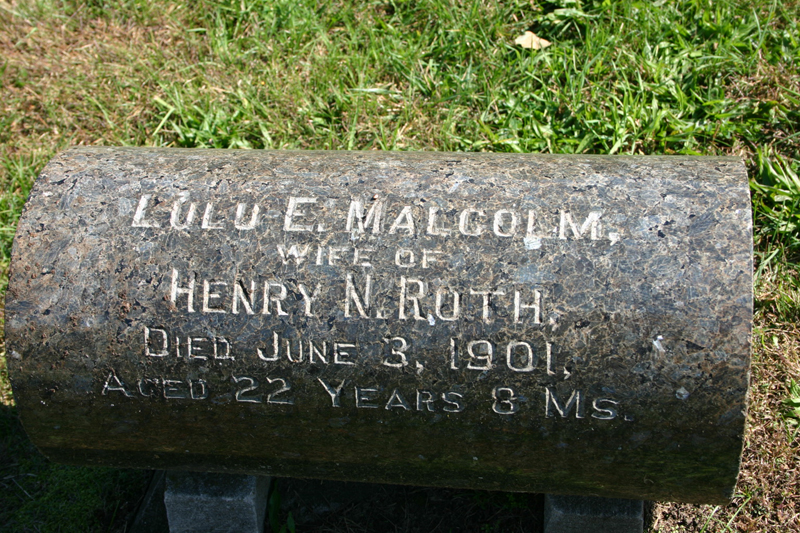 LULU E. MALCOLM,
WIFE OF
HENRY N. ROTH,
DIED JUNE 3, 1901,
AGED 22 YEARS 8 MS.